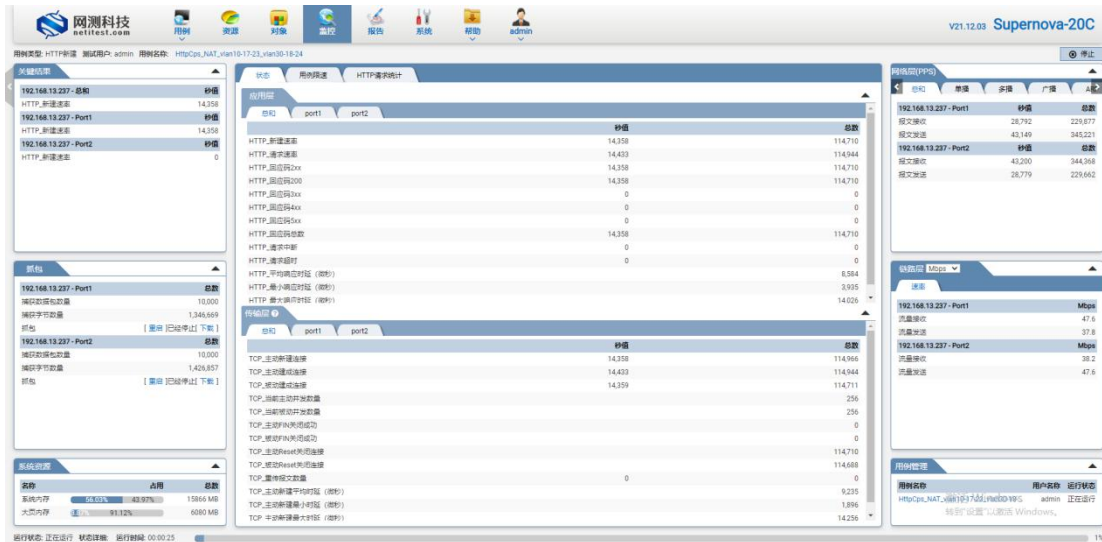 网测科技
netitest.com
用例
资源
对象
监控
报告
系统
帮助
admin
V21.12.03 Supernova-20C
用例类型: HTTP新建 测试用户: admin 用例名称: HttpCps_NAT_vlan10-17-23_vlan30-18-24
停止
关键结果
192.168.13.237 - 总和 秒值
HTTP_新建速率 14,358
192.168.13.237 - Port1 秒值
HTTP_新建速率 14,358
192.168.13.237 - Port2 秒值
HTTP_新建速率 0
抓包
192.168.13.237 - Port1 总数
捕获数据包数量 10,000
捕获字节数量 1,346,669
抓包 [ 重启 ]已经停止[ 下载 ]
192.168.13.237 - Port2 总数
捕获数据包数量 10,000
捕获字节数量 1,426,857
抓包 [ 重启 ]已经停止[ 下载 ]
系统资源
名称 占用 总数
系统内存 56.03% 43.97% 15866 MB
大页内存 91.12% 6080 MB
状态 用例限速 HTTP请求统计
应用层
总和 port1 port2
秒值 总数
HTTP_新建速率 14,358 114,710
HTTP_请求速率 14,433 114,944
HTTP_回应码2xx 14,358 114,710
HTTP_回应码200 14,358 114,710
HTTP_回应码3xx 0 0
HTTP_回应码4xx 0 0
HTTP_回应码5xx 0 0
HTTP_回应码总数 14,358 114,710
HTTP_请求中断 0 0
HTTP_请求超时 0 0
HTTP_平均响应时延 (微秒) 8,584
HTTP_最小响应时延 (微秒) 3,935
HTTP_最大响应时延 (微秒) 14,026
传输层
总和 port1 port2
秒值 总数
TCP_主动新建连接 14,358 114,966
TCP_主动建成连接 14,433 114,944
TCP_被动建成连接 14,359 114,711
TCP_当前主动并发数量 256
TCP_当前被动并发数量 256
TCP_主动FIN关闭成功 0
TCP_被动FIN关闭成功 0
TCP_主动Reset关闭连接 114,710
TCP_被动Reset关闭连接 114,688
TCP_重传报文数量 0 0
TCP_主动新建平均时延 (微秒) 9,235
TCP_主动新建最小时延 (微秒) 1,896
TCP_主动新建最大时延 (微秒) 14,256
网络层(PPS)
总和 单播 多播 广播
192.168.13.237 - Port1 秒值 总数
报文接收 28,792 229,877
报文发送 43,149 345,221
192.168.13.237 - Port2 秒值 总数
报文接收 43,200 344,368
报文发送 28,779 229,662
链路层 Mbps
速率
192.168.13.237 - Port1 Mbps
流量接收 47.6
流量发送 37.8
192.168.13.237 - Port2 Mbps
流量接收 38.2
流量发送 47.6
用例管理
用例名称 用户名称 运行状态
admin 正在运行
转到"设置"以激活 Windows。
运行状态: 正在运行 状态详细: 运行时间: 00:00:25
1%